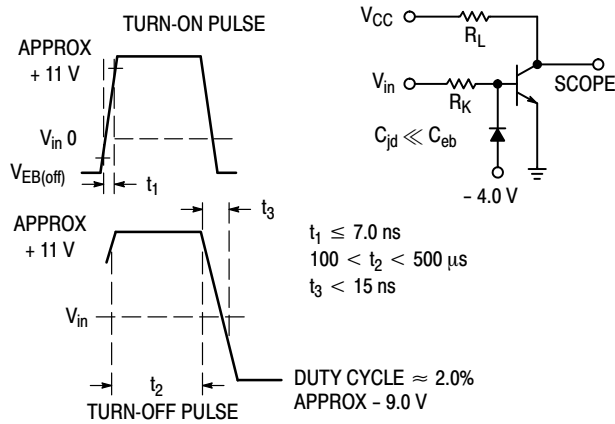 TURN-ON PULSE
APPROX
+ 11 V
V_in 0
V_EB(off)
t_1
t_3
APPROX
+ 11 V
V_in
t_2
TURN-OFF PULSE
t_1 ≤ 7.0 ns
100 < t_2 < 500 μs
t_3 < 15 ns
DUTY CYCLE ≈ 2.0%
APPROX - 9.0 V
V_CC
R_L
V_in
R_K
SCOPE
C_jd ≪ C_eb
- 4.0 V